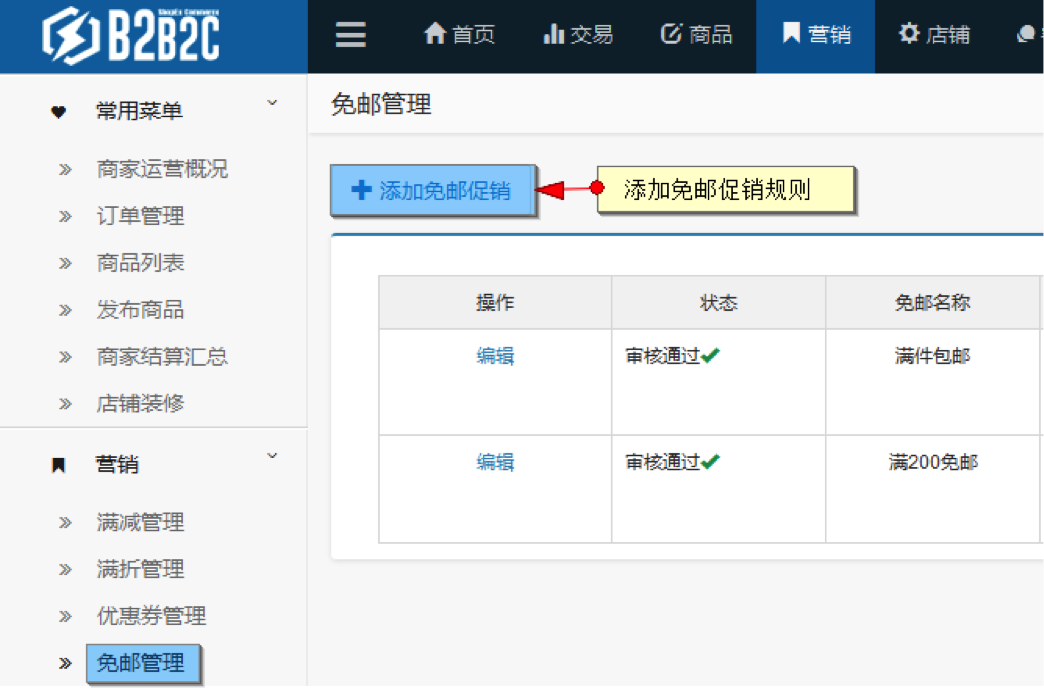 B2B2C
首页
交易
商品
营销
店铺
常用菜单
商家运营概况
订单管理
商品列表
发布商品
商家结算汇总
店铺装修
营销
满减管理
满折管理
优惠券管理
免邮管理
免邮管理
添加免邮促销
添加免邮促销规则
操作 状态 免邮名称
编辑 审核通过 满件包邮
编辑 审核通过 满200免邮